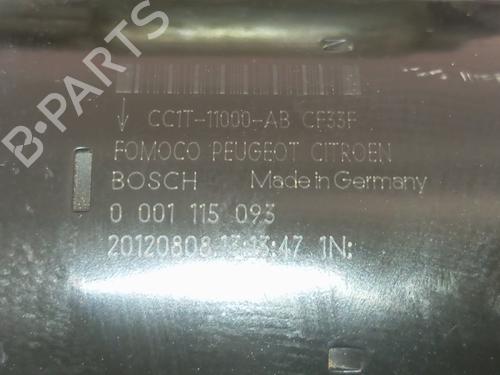 CC1T-11000-AB CF33F
FOMOCO PEUGEOT CITROEN
BOSCH Made in Germany
0 001 115 093
20120808 13:13:47 1N:
B-PARTS